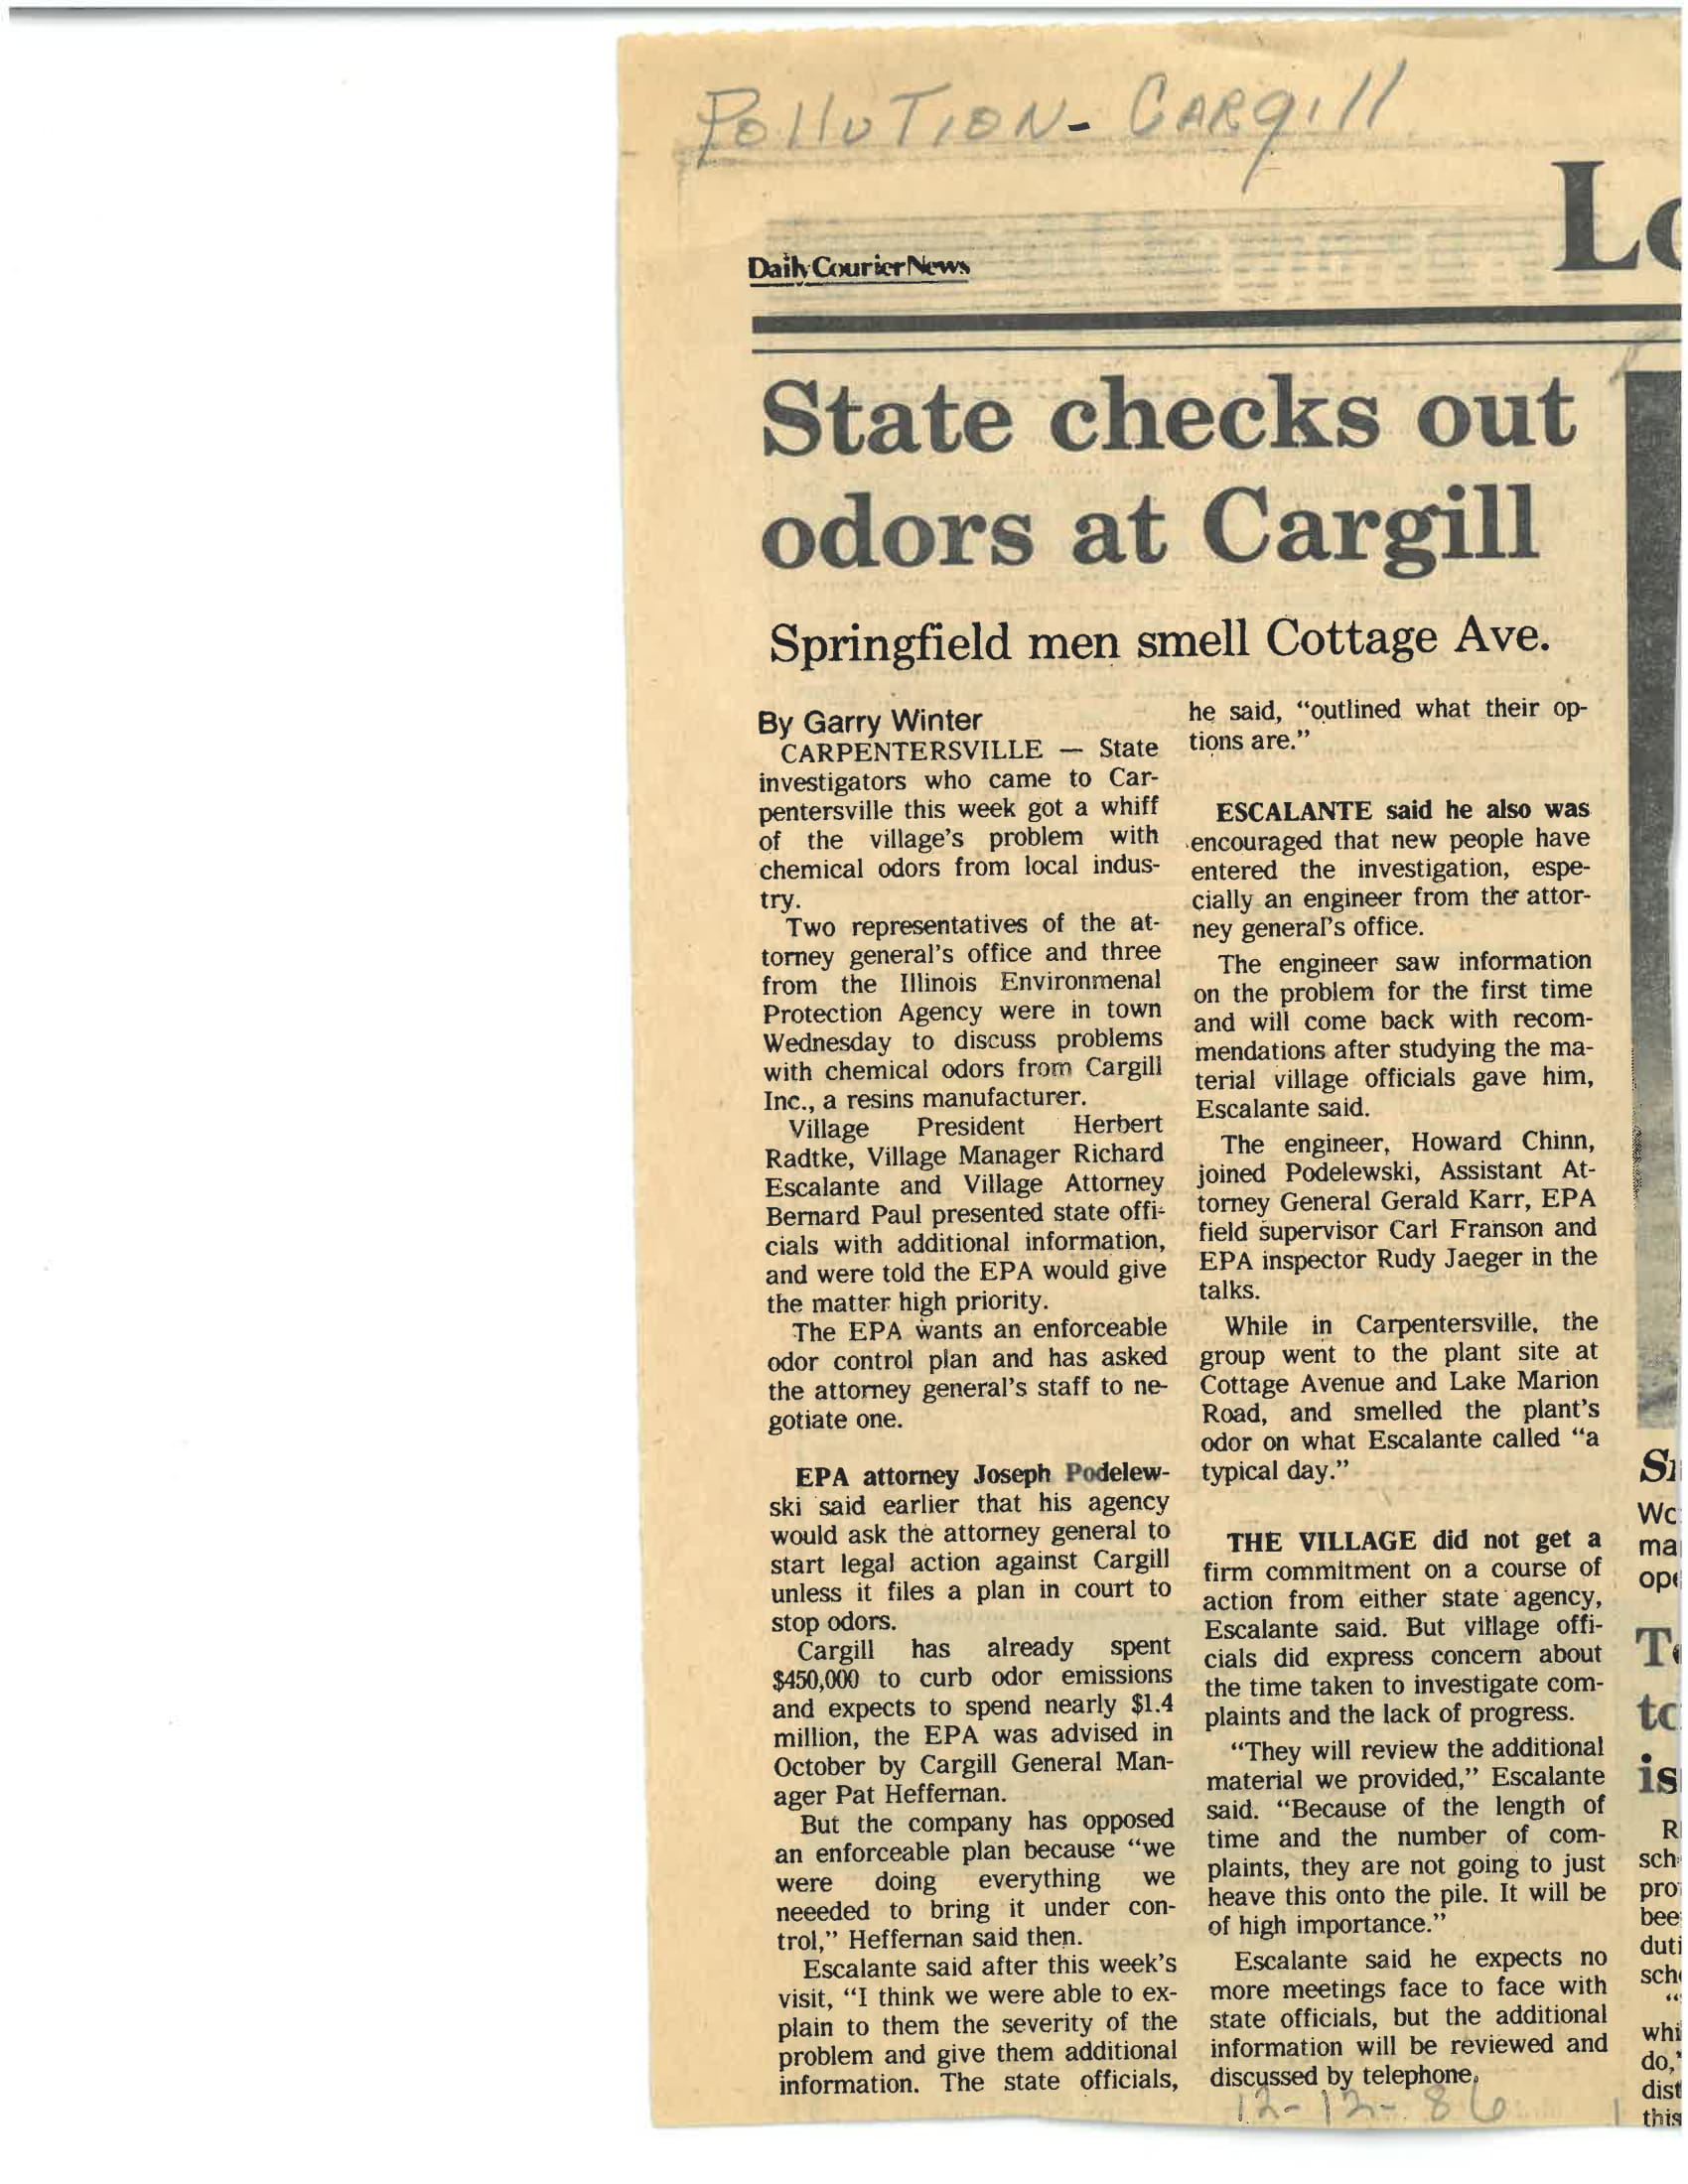 Pollution - Cargill
Lo
Daily Courier News
State checks out
odors at Cargill
Springfield men smell Cottage Ave.
By Garry Winter
CARPENTERSVILLE — State
investigators who came to Car-
pentersville this week got a whiff
of the village's problem with
chemical odors from local indus-
try.
Two representatives of the at-
torney general's office and three
from the Illinois Environmenal
Protection Agency were in town
Wednesday to discuss problems
with chemical odors from Cargill
Inc., a resins manufacturer.
Village President Herbert
Radtke, Village Manager Richard
Escalante and Village Attorney
Bernard Paul presented state offi-
cials with additional information,
and were told the EPA would give
the matter high priority.
The EPA wants an enforceable
odor control plan and has asked
the attorney general's staff to ne-
gotiate one.
EPA attorney Joseph Podelew-
ski said earlier that his agency
would ask the attorney general to
start legal action against Cargill
unless it files a plan in court to
stop odors.
Cargill has already spent
$450,000 to curb odor emissions
and expects to spend nearly $1.4
million, the EPA was advised in
October by Cargill General Man-
ager Pat Heffernan.
But the company has opposed
an enforceable plan because “we
were doing everything we
neeeded to bring it under con-
trol,” Heffernan said then.
Escalante said after this week's
visit, “I think we were able to ex-
plain to them the severity of the
problem and give them additional
information. The state officials,
he said, “outlined what their op-
tions are.”
ESCALANTE said he also was
encouraged that new people have
entered the investigation, espe-
cially an engineer from the attor-
ney general's office.
The engineer saw information
on the problem for the first time
and will come back with recom-
mendations after studying the ma-
terial village officials gave him,
Escalante said.
The engineer, Howard Chinn,
joined Podelewski, Assistant At-
torney General Gerald Karr, EPA
field supervisor Carl Franson and
EPA inspector Rudy Jaeger in the
talks.
While in Carpentersville, the
group went to the plant site at
Cottage Avenue and Lake Marion
Road, and smelled the plant's
odor on what Escalante called “a
typical day.”
THE VILLAGE did not get a
firm commitment on a course of
action from either state agency,
Escalante said. But village offi-
cials did express concern about
the time taken to investigate com-
plaints and the lack of progress.
“They will review the additional
material we provided,” Escalante
said. “Because of the length of
time and the number of com-
plaints, they are not going to just
heave this onto the pile. It will be
of high importance.”
Escalante said he expects no
more meetings face to face with
state officials, but the additional
information will be reviewed and
discussed by telephone.
12-12-86
Wo
ma
ope
to
is
R
sch
pro
bee
duti
sch
“
whi
do,
dist
this